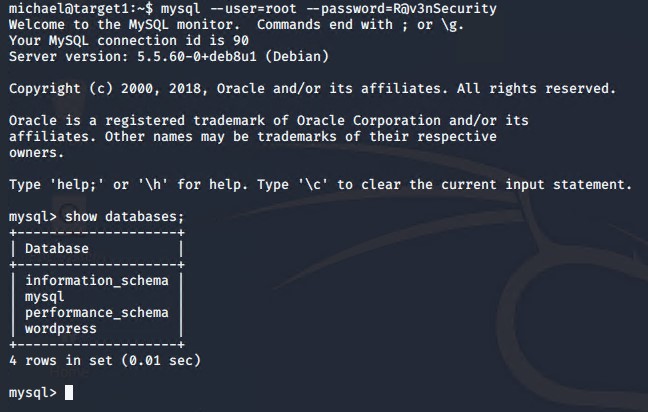 michael@target1:~$ mysql --user=root --password=R@v3nSecurity
Welcome to the MySQL monitor.  Commands end with ; or \g.
Your MySQL connection id is 90
Server version: 5.5.60-0+deb8u1 (Debian)
Copyright (c) 2000, 2018, Oracle and/or its affiliates. All rights reserved.
Oracle is a registered trademark of Oracle Corporation and/or its
affiliates. Other names may be trademarks of their respective
owners.
Type 'help;' or '\h' for help. Type '\c' to clear the current input statement.
mysql> show databases;
+--------------------+
| Database           |
+--------------------+
| information_schema |
| mysql              |
| performance_schema |
| wordpress          |
+--------------------+
4 rows in set (0.01 sec)
mysql>